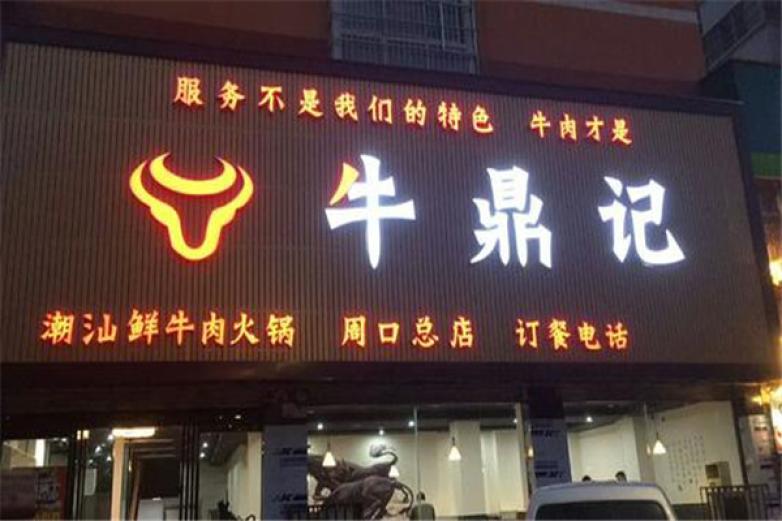 服务不是我们的特色 牛肉才是
牛鼎记
潮汕鲜牛肉火锅 周口总店 订餐电话